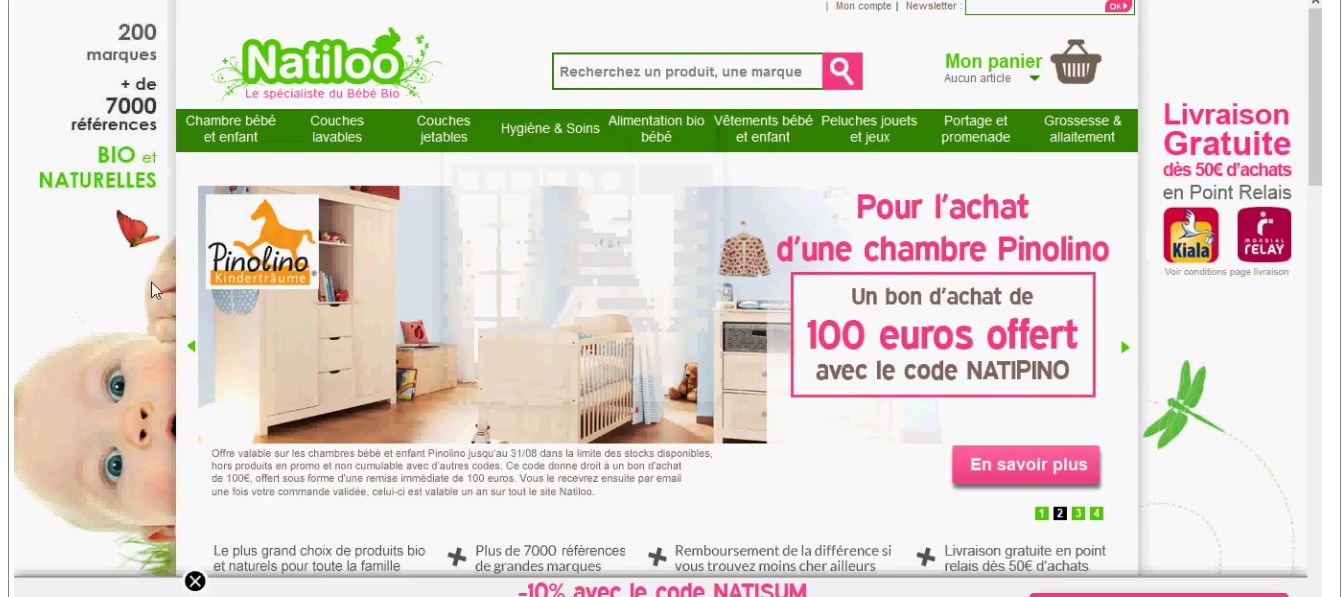 | Mon compte | Newsletter :
OK
200
marques
+ de
7000
références
BIO et
NATURELLES
Natiloo
Le spécialiste du Bébé Bio
Recherchez un produit, une marque
Mon panier
Aucun article
Chambre bébé
et enfant
Couches
lavables
Couches
jetables
Hygiène & Soins
Alimentation bio
bébé
Vêtements bébé
et enfant
Peluches jouets
et jeux
Portage et
promenade
Grossesse &
allaitement
Livraison
Gratuite
dès 50€ d'achats
en Point Relais
Kiala
MONDIAL
RELAY
Voir conditions page livraison
Pinolino
Kinderträume
Pour l'achat
d'une chambre Pinolino
Un bon d'achat de
100 euros offert
avec le code NATIPINO
Offre valable sur les chambres bébé et enfant Pinolino jusqu'au 31/08 dans la limite des stocks disponibles,
hors produits en promo et non cumulable avec d'autres codes. Ce code donne droit à un bon d'achat
de 100€, offert sous forme d'une remise immédiate de 100 euros. Vous le recevrez ensuite par email
une fois votre commande validée, celui-ci est valable un an sur tout le site Natiloo.
En savoir plus
1 2 3 4
Le plus grand choix de produits bio
et naturels pour toute la famille
Plus de 7000 références
de grandes marques
Remboursement de la différence si
vous trouvez moins cher ailleurs
Livraison gratuite en point
relais dès 50€ d'achats
-10% avec le code NATISUM